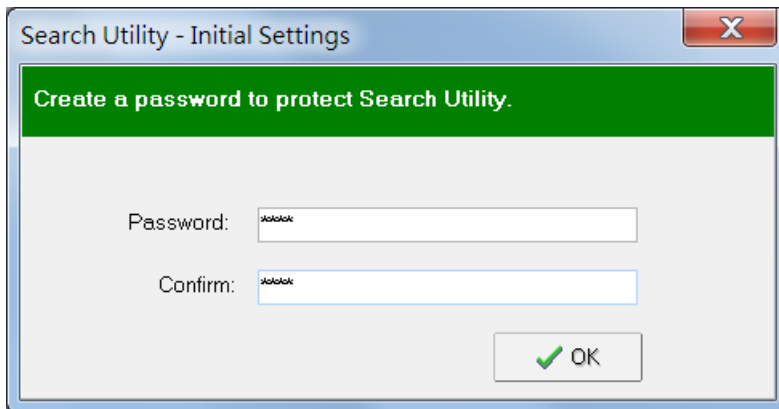 Search Utility - Initial Settings
Create a password to protect Search Utility.
Password: ****
Confirm: ****
OK